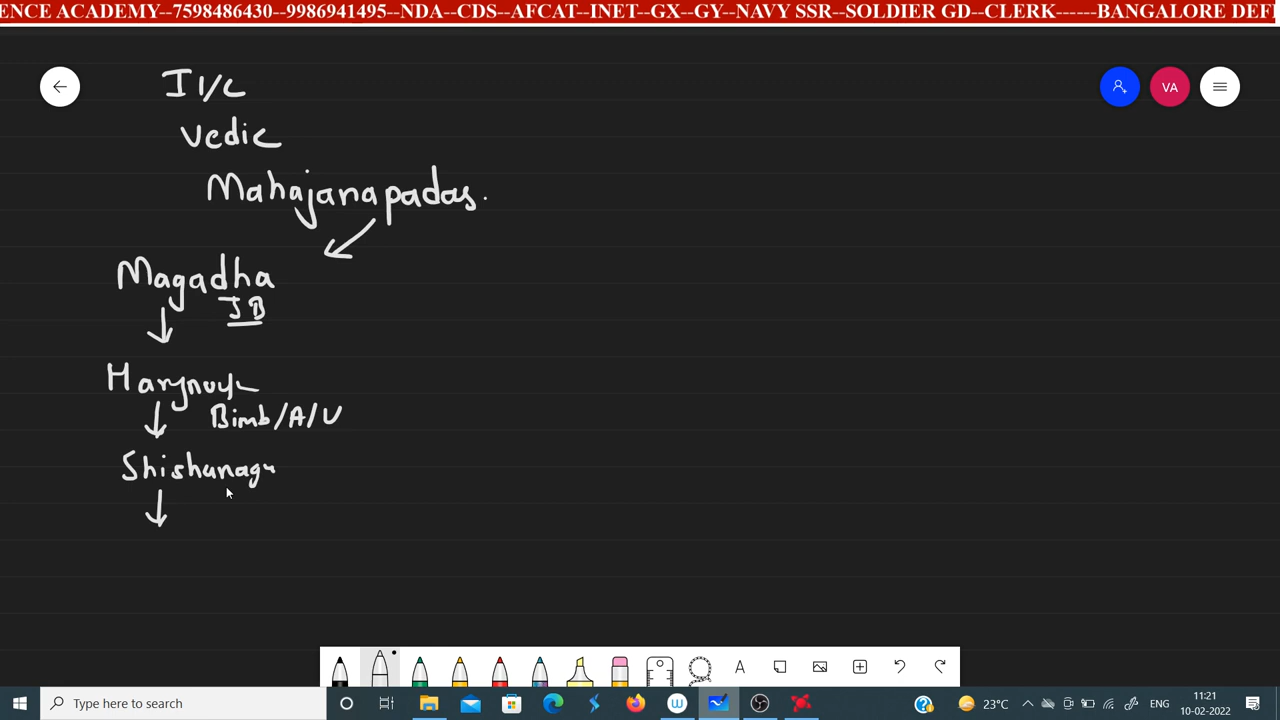 ENCE ACADEMY--7598486430--9986941495--NDA--CDS--AFCAT--INET--GX--GY--NAVY SSR--SOLDIER GD--CLERK------BANGALORE DEF
I V/C
VA
Vedic
Mahajanapadas.
Magadha
JB
Bimb/A/U
Shishunaga
A
Type here to search
23°C
ENG
11:21
10-02-2022